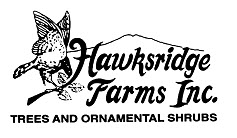 Hawksridge
Farms Inc.
TREES AND ORNAMENTAL SHRUBS